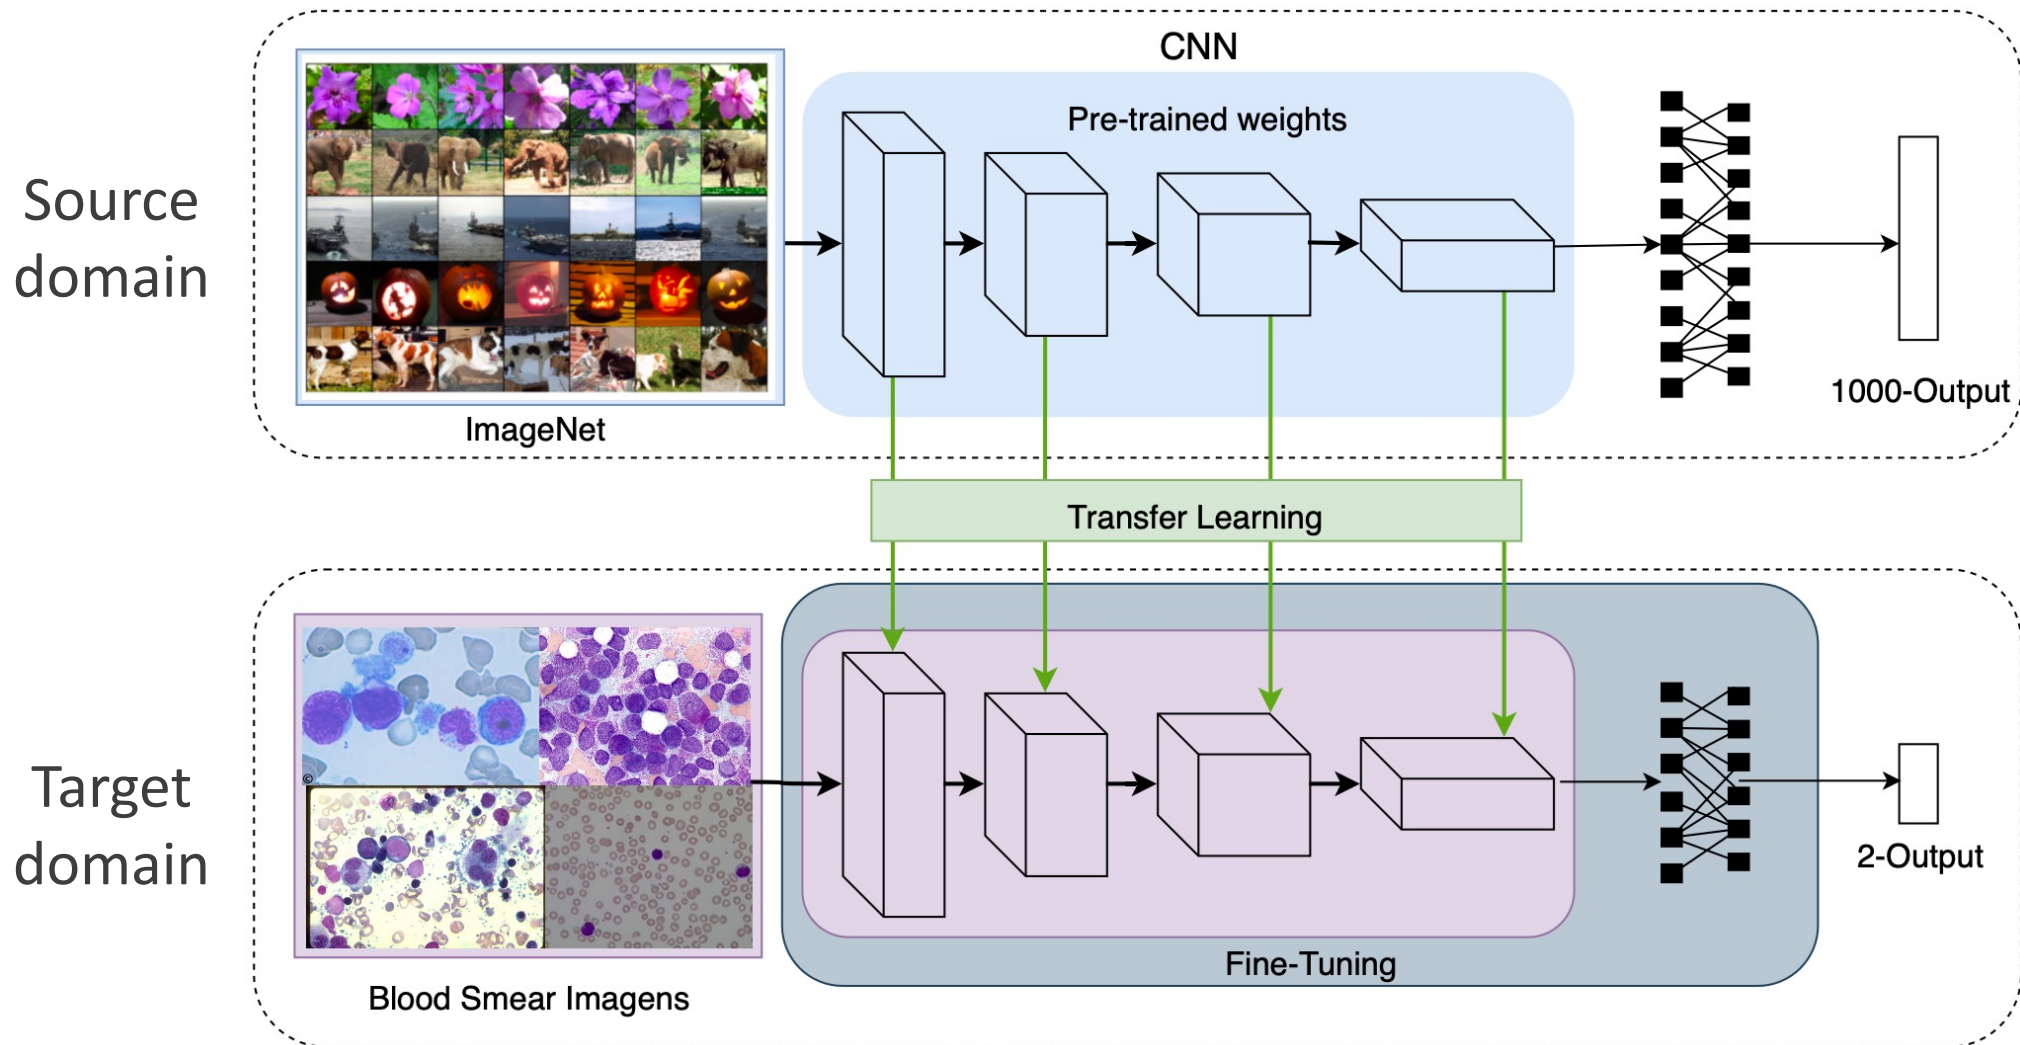 Source
domain
CNN
Pre-trained weights
ImageNet
1000-Output
Transfer Learning
Target
domain
©
Blood Smear Imagens
Fine-Tuning
2-Output